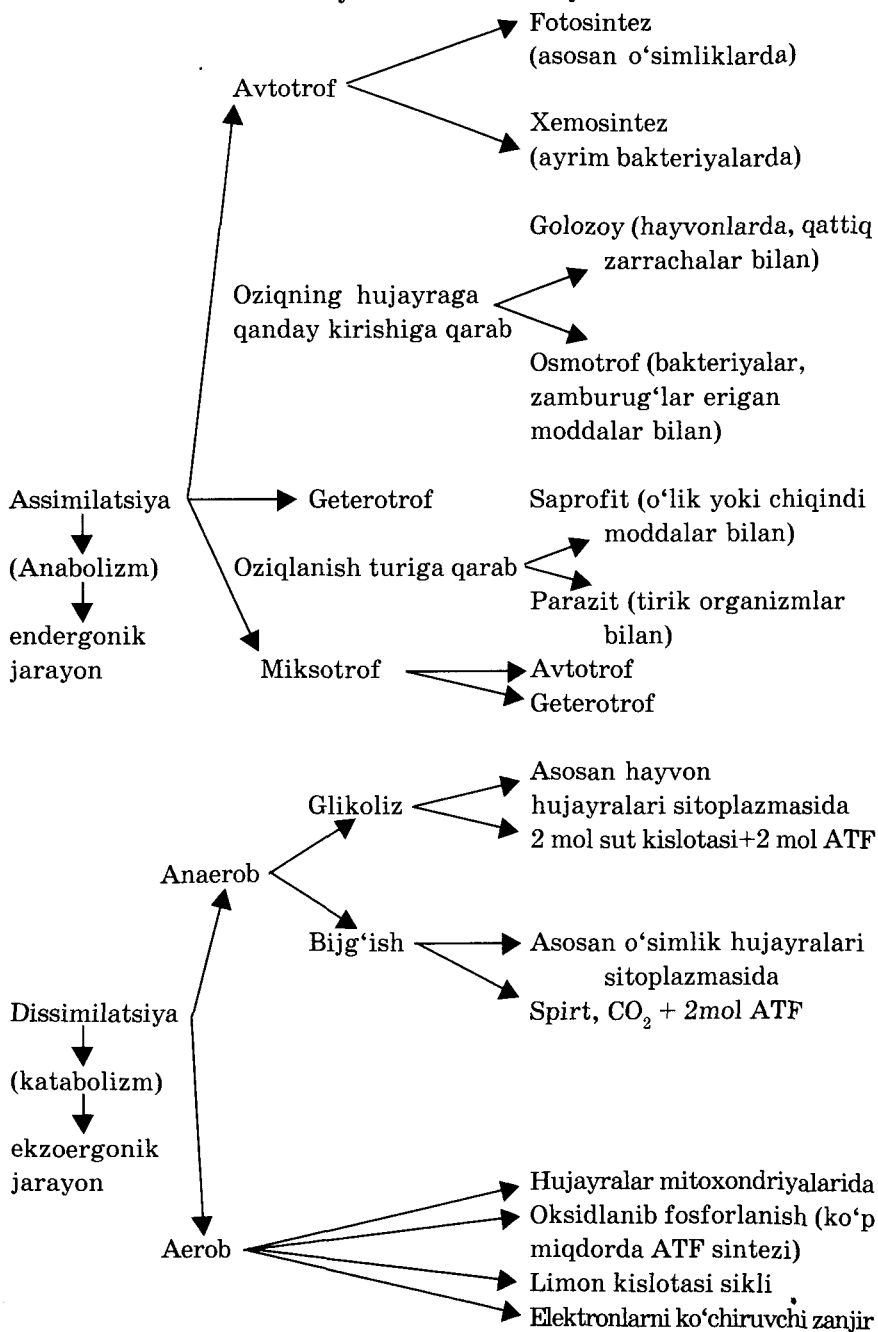 Fotosintez
(asosan o‘simliklarda)
Avtotrof
Xemosintez
(ayrim bakteriyalarda)
Golozoy (hayvonlarda, qattiq
zarrachalar bilan)
Oziqning hujayraga
qanday kirishiga qarab
Osmotrof (bakteriyalar,
zamburug‘lar erigan
moddalar bilan)
Assimilatsiya
(Anabolizm)
endergonik
jarayon
Geterotrof
Saprofit (o‘lik yoki chiqindi
moddalar bilan)
Oziqlanish turiga qarab
Parazit (tirik organizmlar
bilan)
Miksotrof
Avtotrof
Geterotrof
Asosan hayvon
hujayralari sitoplazmasida
2 mol sut kislotasi+2 mol ATF
Glikoliz
Anaerob
Bijg‘ish
Asosan o‘simlik hujayralari
sitoplazmasida
Spirt, CO₂ + 2mol ATF
Dissimilatsiya
(katabolizm)
ekzoergonik
jarayon
Aerob
Hujayralar mitoxondriyalarida
Oksidlanib fosforlanish (ko‘p
miqdorda ATF sintezi)
Limon kislotasi sikli
Elektronlarni ko‘chiruvchi zanjir